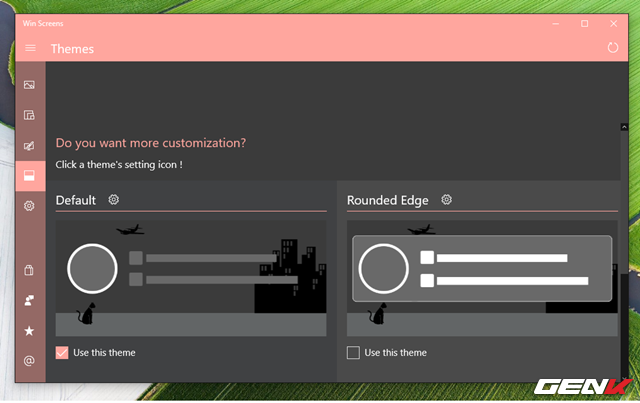 Win Screens
Themes
Do you want more customization?
Click a theme's setting icon !
Default
Rounded Edge
Use this theme
Use this theme
GENK